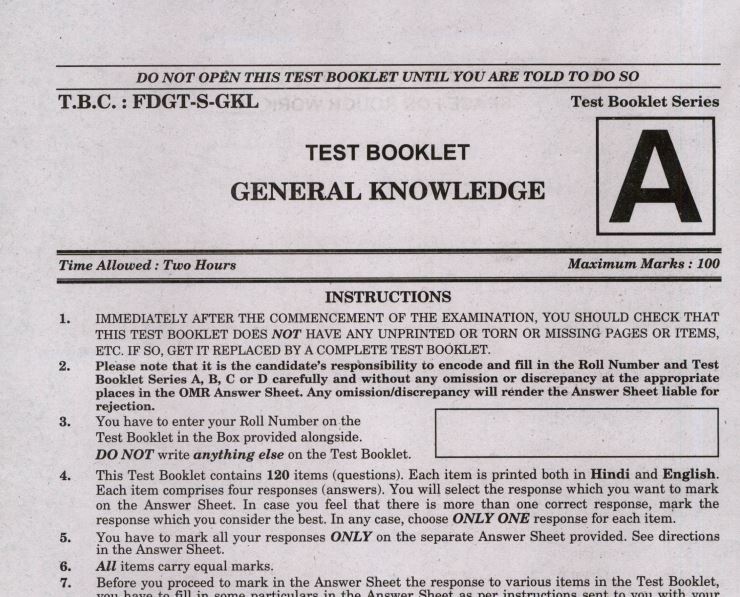 DO NOT OPEN THIS TEST BOOKLET UNTIL YOU ARE TOLD TO DO SO
T.B.C. : FDGT-S-GKL
Test Booklet Series
TEST BOOKLET
GENERAL KNOWLEDGE
A
Time Allowed : Two Hours
Maximum Marks : 100
INSTRUCTIONS
1. IMMEDIATELY AFTER THE COMMENCEMENT OF THE EXAMINATION, YOU SHOULD CHECK THAT
THIS TEST BOOKLET DOES NOT HAVE ANY UNPRINTED OR TORN OR MISSING PAGES OR ITEMS,
ETC. IF SO, GET IT REPLACED BY A COMPLETE TEST BOOKLET.
2. Please note that it is the candidate's responsibility to encode and fill in the Roll Number and Test
Booklet Series A, B, C or D carefully and without any omission or discrepancy at the appropriate
places in the OMR Answer Sheet. Any omission/discrepancy will render the Answer Sheet liable for
rejection.
3. You have to enter your Roll Number on the
Test Booklet in the Box provided alongside.
DO NOT write anything else on the Test Booklet.
4. This Test Booklet contains 120 items (questions). Each item is printed both in Hindi and English.
Each item comprises four responses (answers). You will select the response which you want to mark
on the Answer Sheet. In case you feel that there is more than one correct response, mark the
response which you consider the best. In any case, choose ONLY ONE response for each item.
5. You have to mark all your responses ONLY on the separate Answer Sheet provided. See directions
in the Answer Sheet.
6. All items carry equal marks.
7. Before you proceed to mark in the Answer Sheet the response to various items in the Test Booklet,
you have to fill in some particulars in the Answer Sheet as per instructions sent to you with your